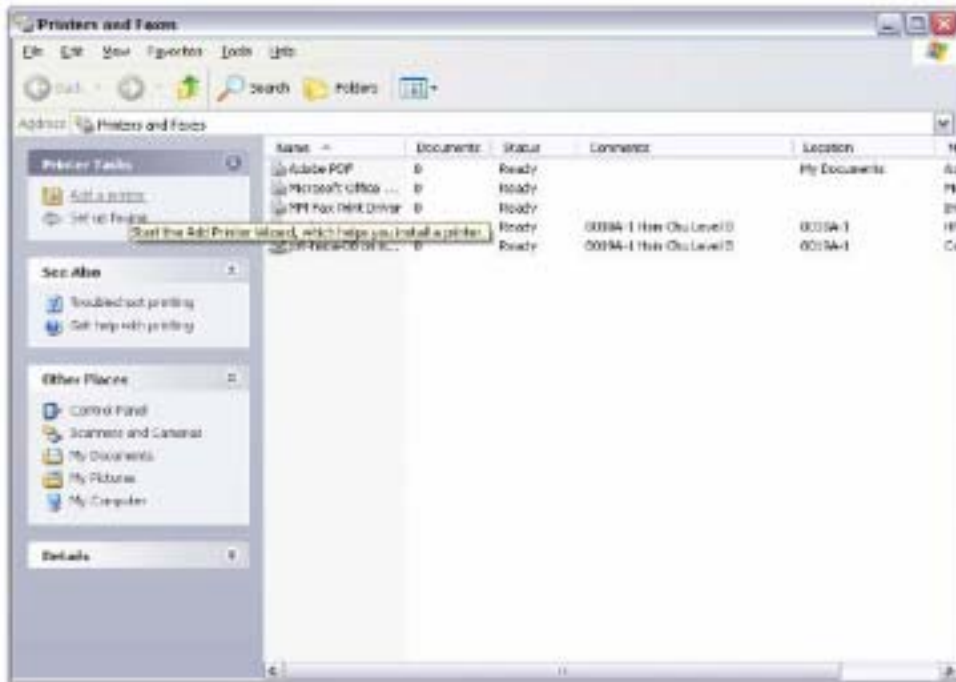 Printers and Faxes
File Edit View Favorites Tools Help
Back Search Folders
Address Printers and Faxes
Printer Tasks
Add a printer
Set up
Start the Add Printer Wizard, which helps you install a printer.
See Also
Troubleshoot printing
Get help with printing
Other Places
Control Panel
Scanners and Cameras
My Documents
My Pictures
My Computer
Details
Name Documents Status Comments Location
Adobe PDF 0 Ready My Documents
Microsoft Office ... 0 Ready
Fax Print Driver 0 Ready
Ready Level
0 Ready Level